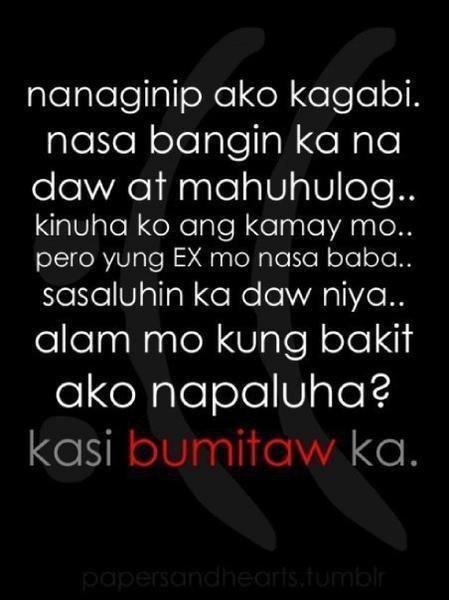 nanaginip ako kagabi.
nasa bangin ka na
daw at mahuhulog..
kinuha ko ang kamay mo..
pero yung EX mo nasa baba..
sasaluhin ka daw niya..
alam mo kung bakit
ako napaluha?
kasi bumitaw ka.
papersandhearts.tumblr